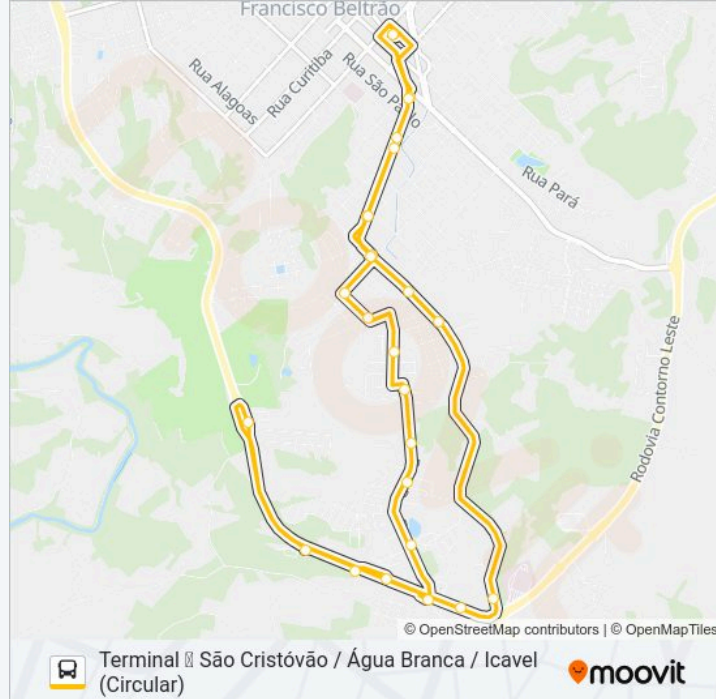 Francisco Beltrão
Rua Alagoas
Rua Curitiba
Rua São Paulo
Rua Pará
Rodovia Contorno Leste
© OpenStreetMap contributors | © OpenMapTiles
Terminal  São Cristóvão / Água Branca / Icavel
(Circular)
moovit